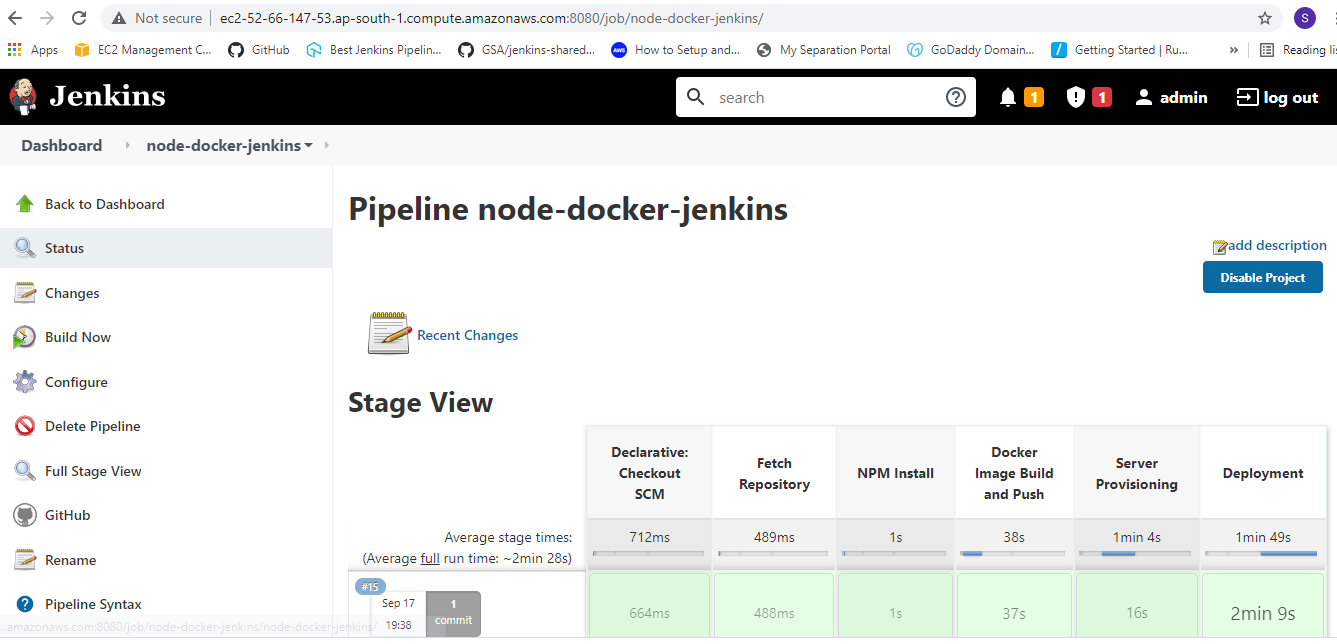 Not secure | ec2-52-66-147-53.ap-south-1.compute.amazonaws.com:8080/job/node-docker-jenkins/ S
Apps EC2 Management C... GitHub Best Jenkins Pipelin... GSA/jenkins-shared... aws How to Setup and... My Separation Portal GoDaddy Domain... Getting Started | Ru... » Reading lis
Jenkins search 1 1 admin log out
Dashboard node-docker-jenkins
Back to Dashboard
Status
Changes
Build Now
Configure
Delete Pipeline
Full Stage View
GitHub
Rename
Pipeline Syntax
..amazonaws.com:8080/job/node-docker-jenkins/node-docker-jenkins/
Pipeline node-docker-jenkins
add description
Disable Project
Recent Changes
Stage View
Declarative:
Checkout
SCM
Fetch
Repository
NPM Install
Docker
Image Build
and Push
Server
Provisioning
Deployment
Average stage times:
(Average full run time: ~2min 28s)
712ms 489ms 1s 38s 1min 4s 1min 49s
#15
Sep 17
19:38
1
commit
664ms 488ms 1s 37s 16s 2min 9s